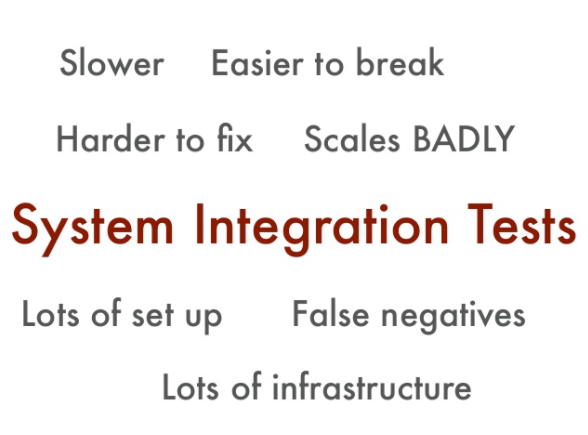 Slower Easier to break
Harder to fix Scales BADLY
System Integration Tests
Lots of set up False negatives
Lots of infrastructure